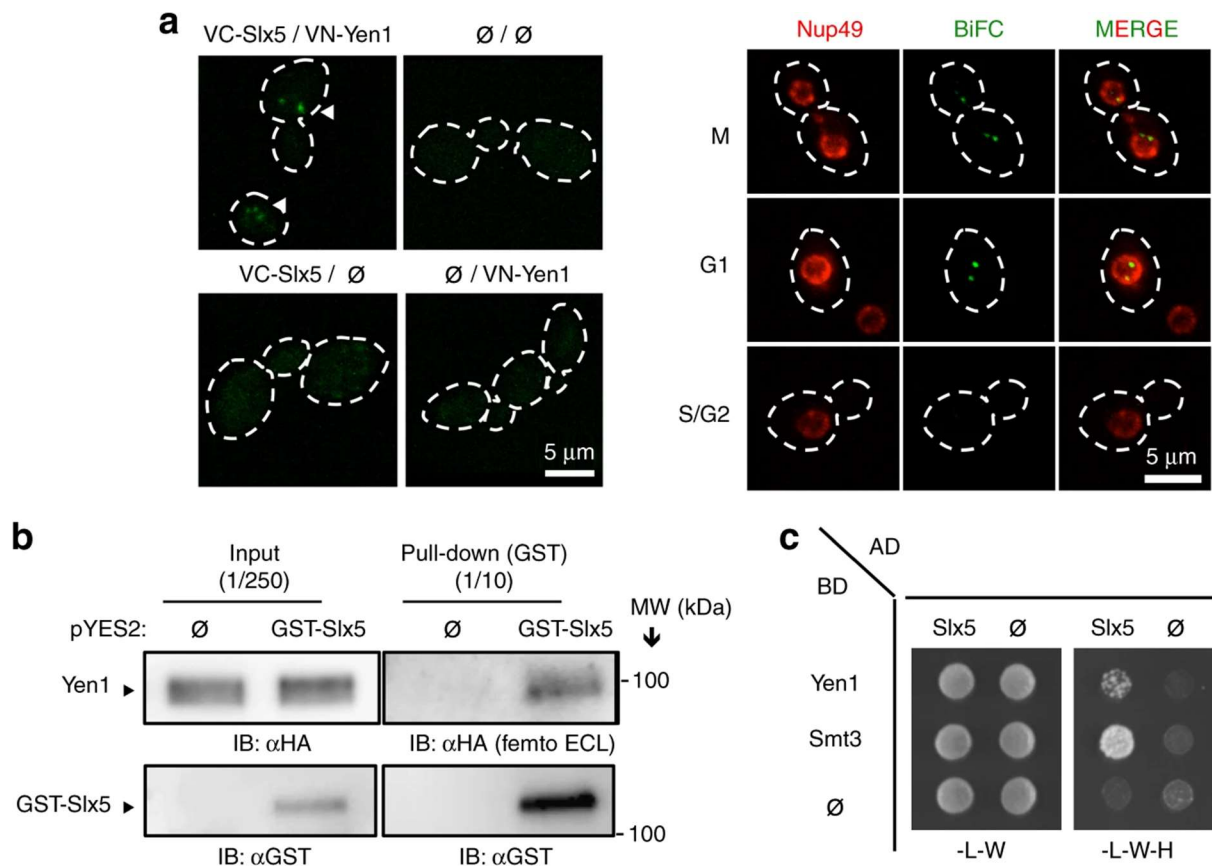 a
VC-Slx5 / VN-Yen1
Ø / Ø
VC-Slx5 / Ø
Ø / VN-Yen1
5 μm
Nup49
BiFC
MERGE
M
G1
S/G2
5 μm
b
Input
(1/250)
Pull-down (GST)
(1/10)
MW (kDa)
pYES2:
Ø
GST-Slx5
Ø
GST-Slx5
Yen1
100
IB: αHA
IB: αHA (femto ECL)
GST-Slx5
100
IB: αGST
IB: αGST
c
AD
BD
Slx5
Ø
Slx5
Ø
Yen1
Smt3
Ø
-L-W
-L-W-H